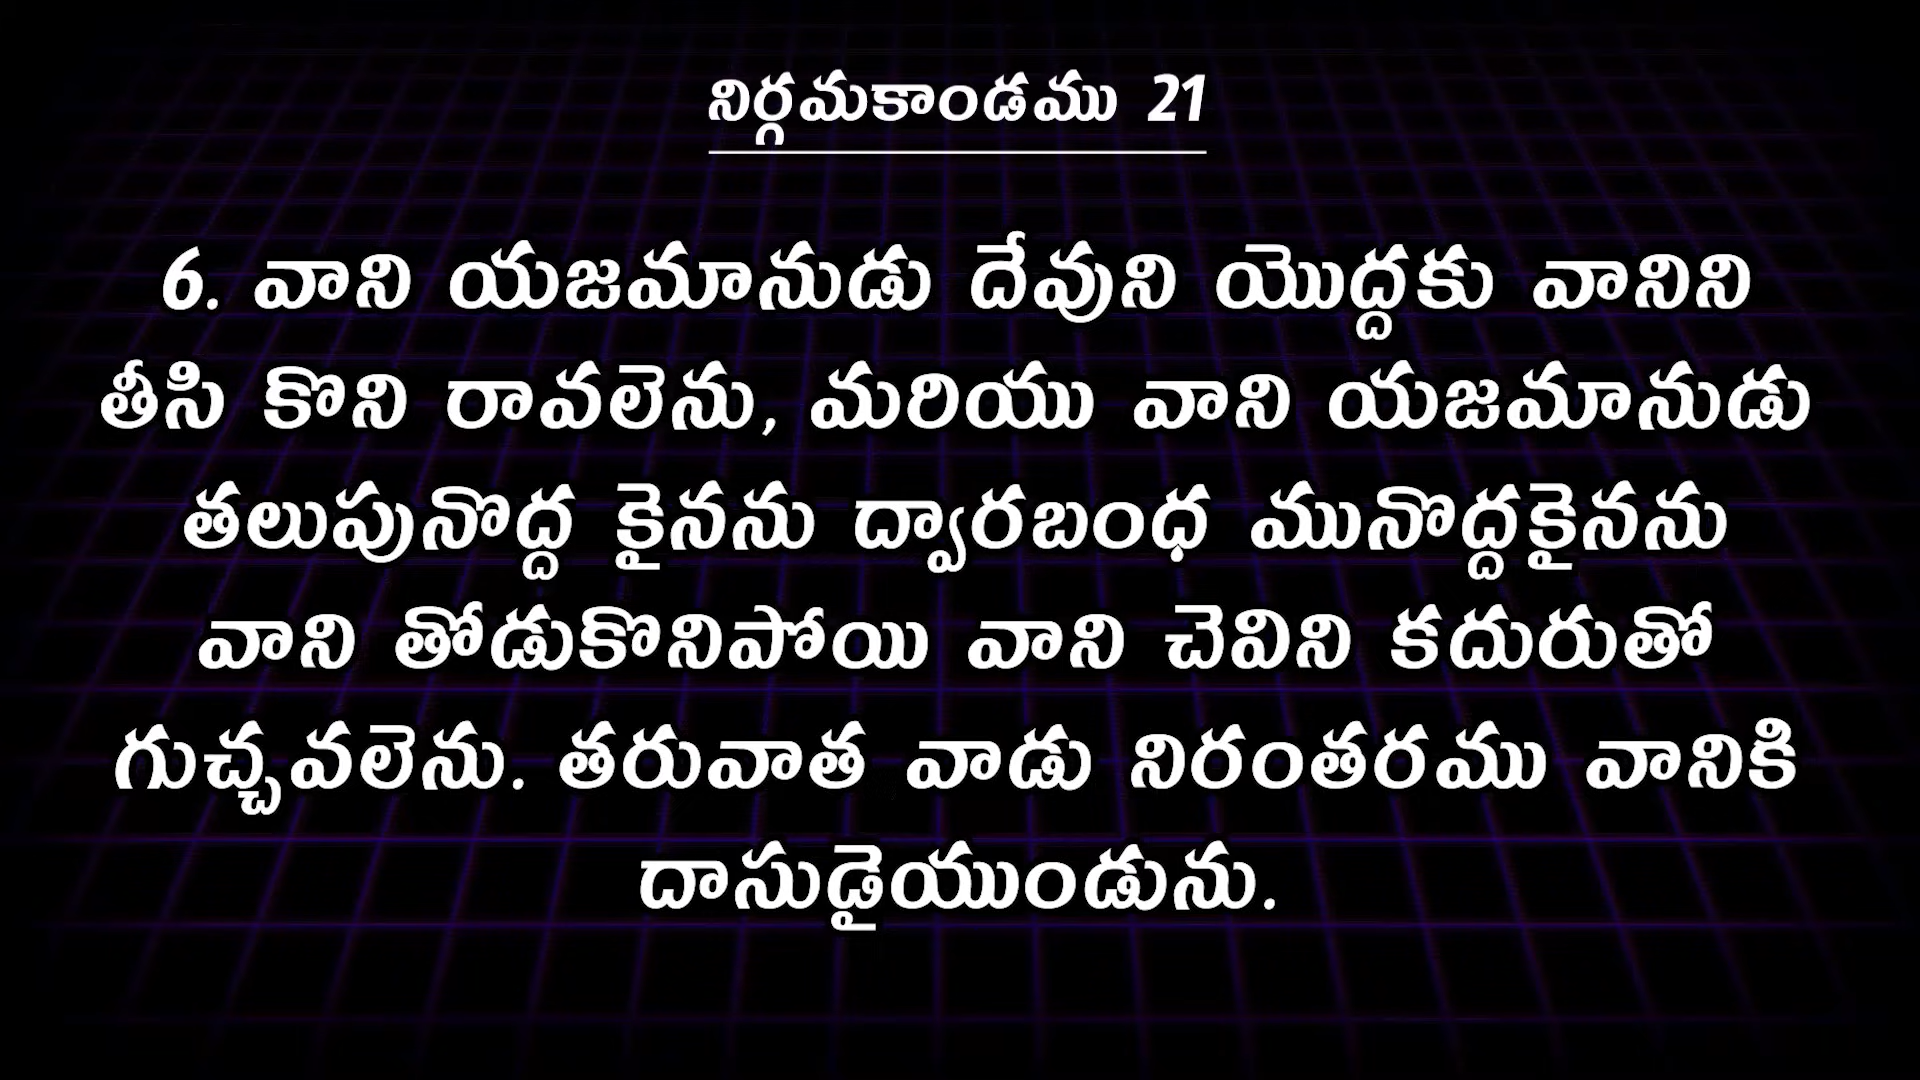 నిర్గమకాండము 21
6. వాని యజమానుడు దేవుని యొద్దకు వానిని
తీసి కొని రావలెను, మరియు వాని యజమానుడు
తలుపునొద్ద కైనను ద్వారబంధ మునొద్దకైనను
వాని తోడుకొనిపోయి వాని చెవిని కదురుతో
గుచ్చవలెను. తరువాత వాడు నిరంతరము వానికి
దాసుడైయుండును.